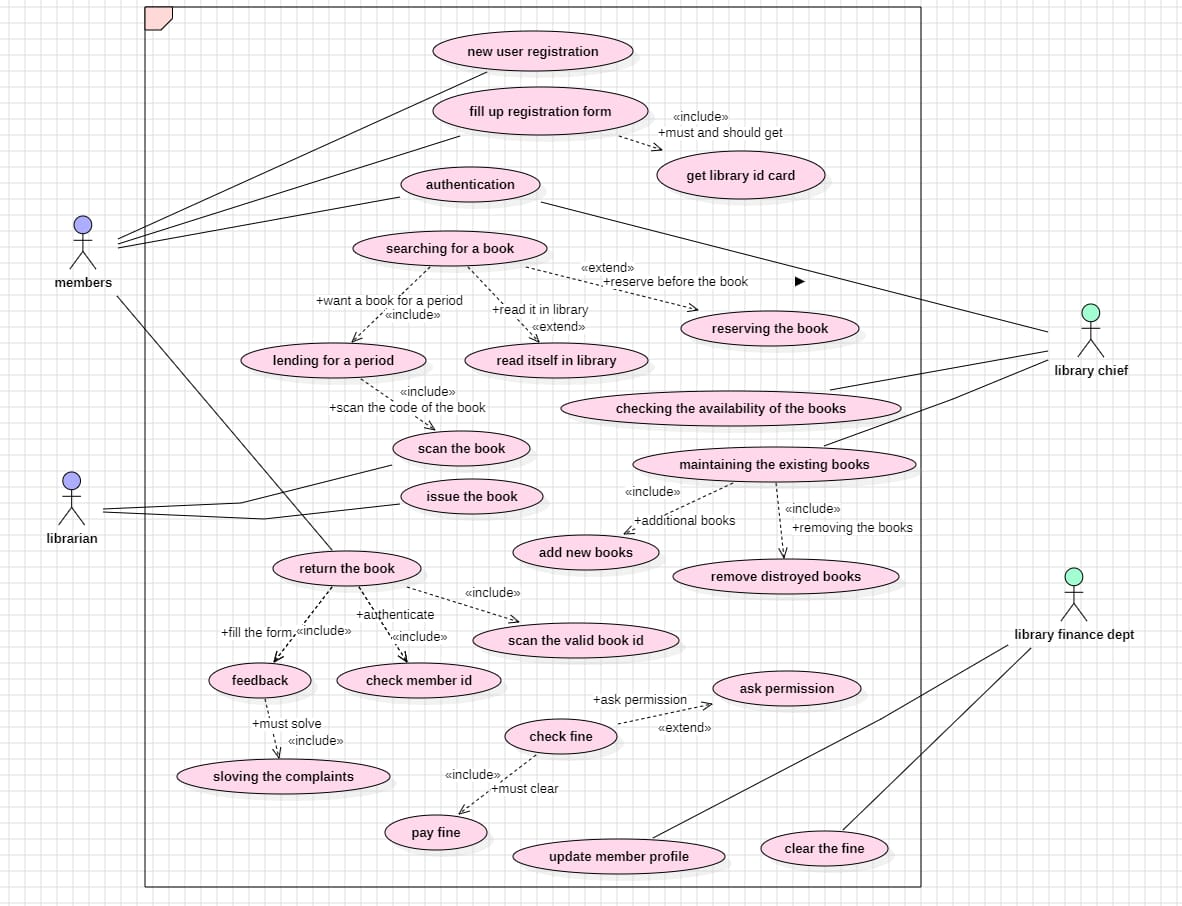 new user registration
fill up registration form
«include»
+must and should get
get library id card
authentication
members
searching for a book
«extend»
+reserve before the book
+want a book for a period
«include»
+read it in library
«extend»
reserving the book
lending for a period
read itself in library
library chief
«include»
+scan the code of the book
checking the availability of the books
scan the book
maintaining the existing books
librarian
issue the book
«include»
+additional books
«include»
+removing the books
add new books
remove distroyed books
return the book
«include»
+authenticate
«include»
+fill the form
«include»
scan the valid book id
library finance dept
feedback
check member id
ask permission
+ask permission
«extend»
+must solve
«include»
check fine
sloving the complaints
«include»
+must clear
pay fine
update member profile
clear the fine